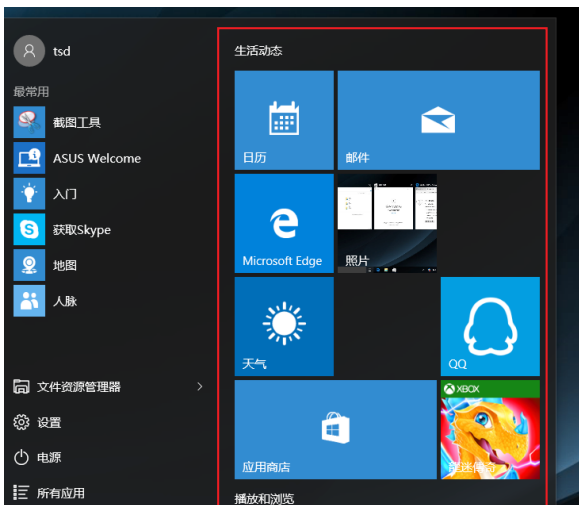 tsd
最常用
截图工具
ASUS Welcome
入门
获取Skype
地图
人脉
文件资源管理器
设置
电源
所有应用
生活动态
日历
邮件
Microsoft Edge
照片
天气
QQ
应用商店
XBOX
播放和浏览